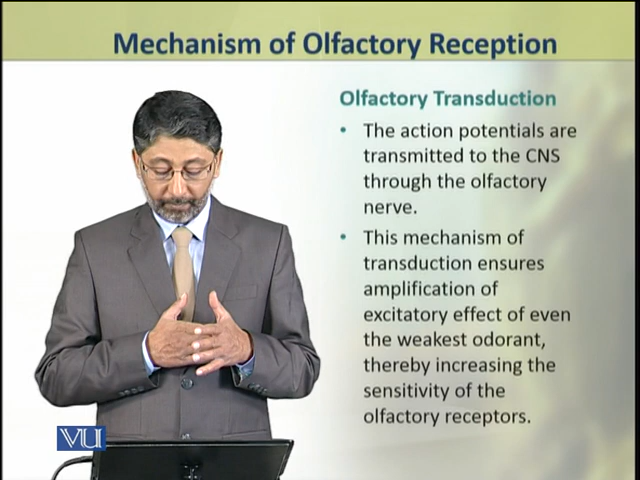 Mechanism of Olfactory Reception
Olfactory Transduction
• The action potentials are
transmitted to the CNS
through the olfactory
nerve.
• This mechanism of
transduction ensures
amplification of
excitatory effect of even
the weakest odorant,
thereby increasing the
sensitivity of the
olfactory receptors.
VU